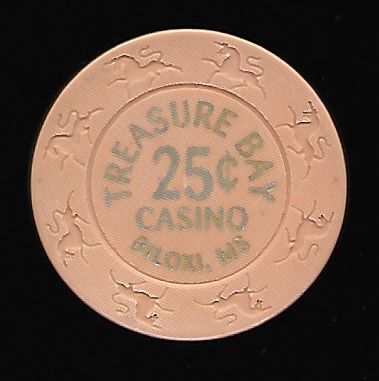 TREASURE BAY
25¢
CASINO
BILOXI, MS